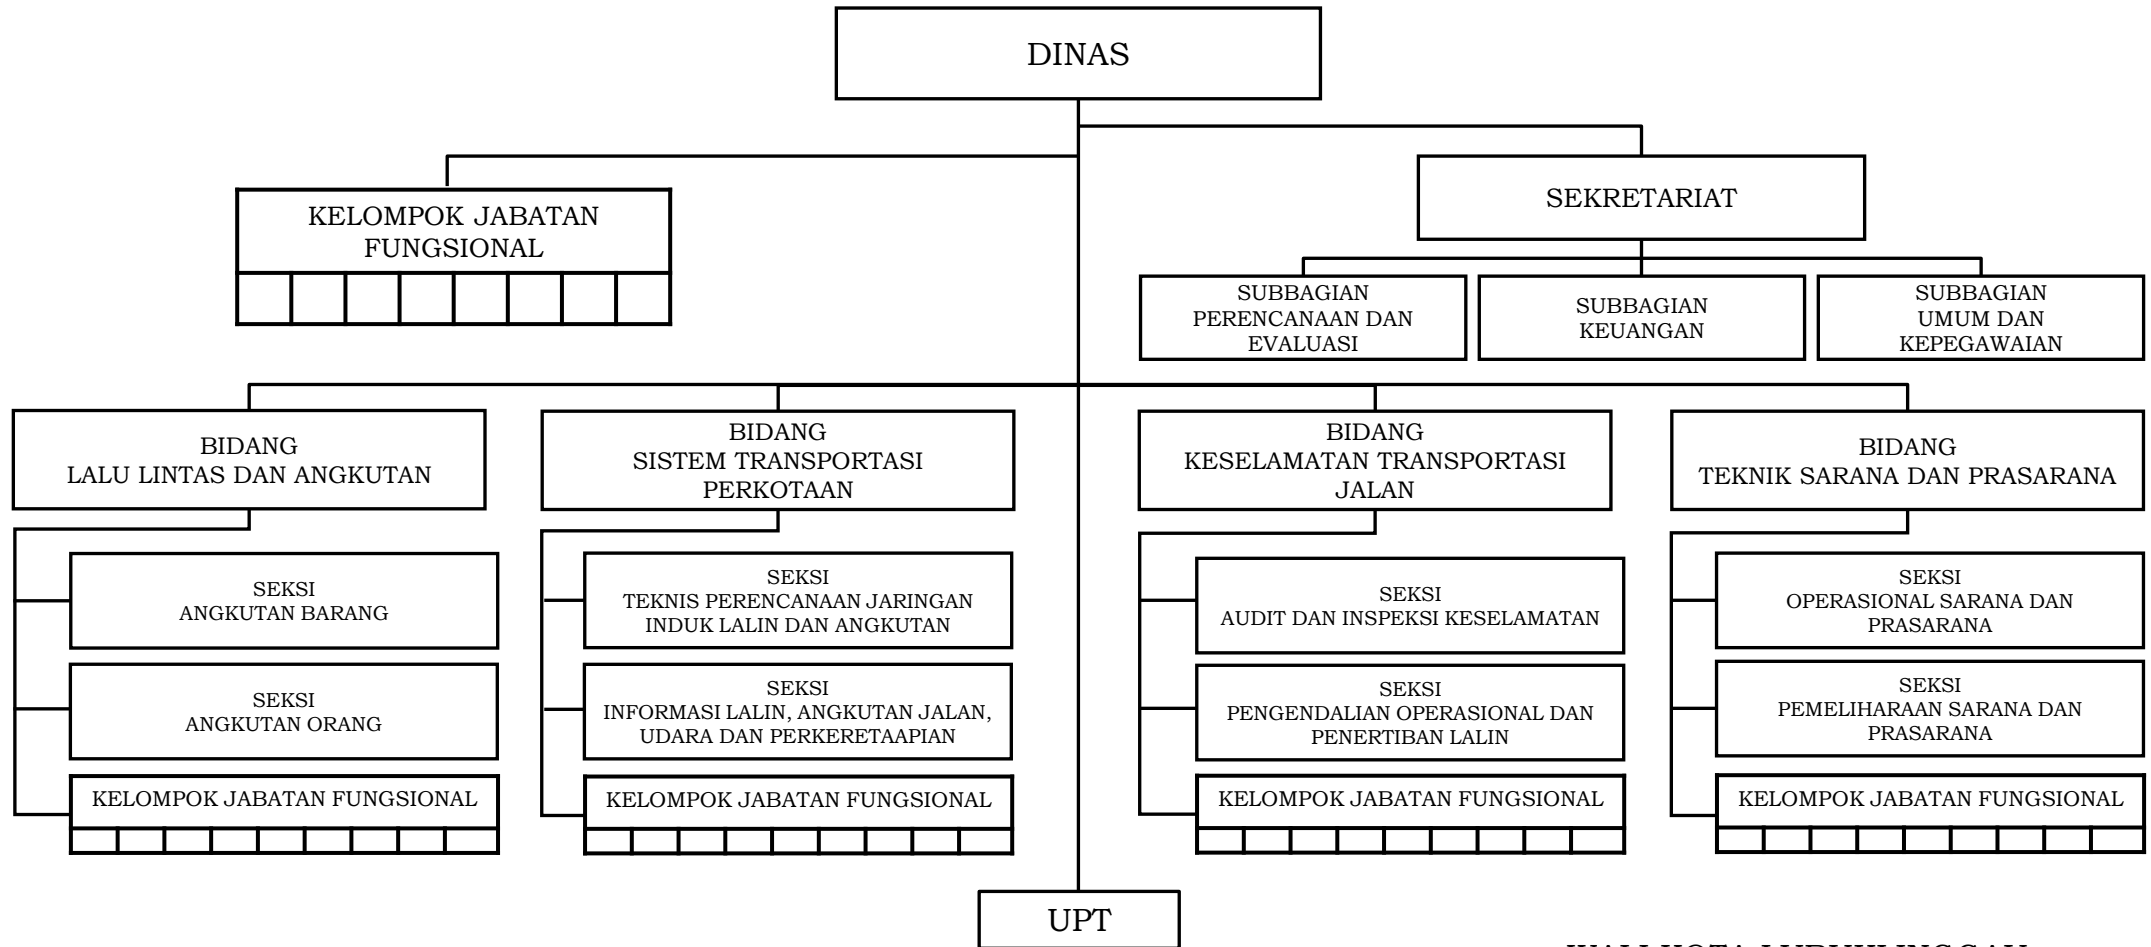 DINAS
SEKRETARIAT
KELOMPOK JABATAN
FUNGSIONAL
SUBBAGIAN
PERENCANAAN DAN
EVALUASI
SUBBAGIAN
KEUANGAN
SUBBAGIAN
UMUM DAN
KEPEGAWAIAN
BIDANG
LALU LINTAS DAN ANGKUTAN
BIDANG
SISTEM TRANSPORTASI
PERKOTAAN
BIDANG
KESELAMATAN TRANSPORTASI
JALAN
BIDANG
TEKNIK SARANA DAN PRASARANA
SEKSI
ANGKUTAN BARANG
SEKSI
ANGKUTAN ORANG
KELOMPOK JABATAN FUNGSIONAL
SEKSI
TEKNIS PERENCANAAN JARINGAN
INDUK LALIN DAN ANGKUTAN
SEKSI
INFORMASI LALIN, ANGKUTAN JALAN,
UDARA DAN PERKERETAAPIAN
KELOMPOK JABATAN FUNGSIONAL
SEKSI
AUDIT DAN INSPEKSI KESELAMATAN
SEKSI
PENGENDALIAN OPERASIONAL DAN
PENERTIBAN LALIN
KELOMPOK JABATAN FUNGSIONAL
SEKSI
OPERASIONAL SARANA DAN
PRASARANA
SEKSI
PEMELIHARAAN SARANA DAN
PRASARANA
KELOMPOK JABATAN FUNGSIONAL
UPT